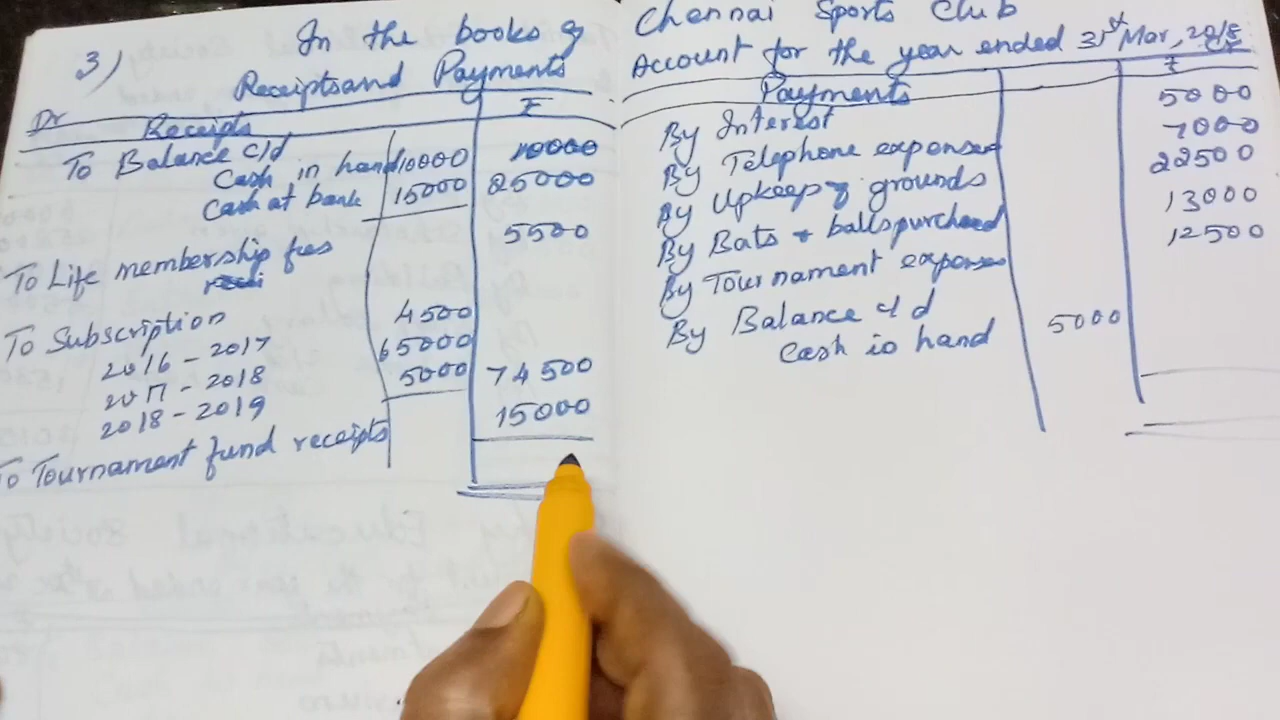 3) In the books of Chennai Sports Club
Receipts and Payments Account for the year ended 31st Mar, 2018
Dr Cr
Receipts ₹ Payments ₹
To Balance c/d
Cash in hand 10000 10000
Cash at bank 15000 25000
To Life membership fees 5500
To Subscription
2016 - 2017 4500
2017 - 2018 65000
2018 - 2019 5000 74500
To Tournament fund receipts 15000
By Interest 5000
By Telephone expenses 7000
By Upkeep of grounds 22500
By Bats & balls purchased 13000
By Tournament expenses 12500
By Balance c/d
Cash in hand 5000